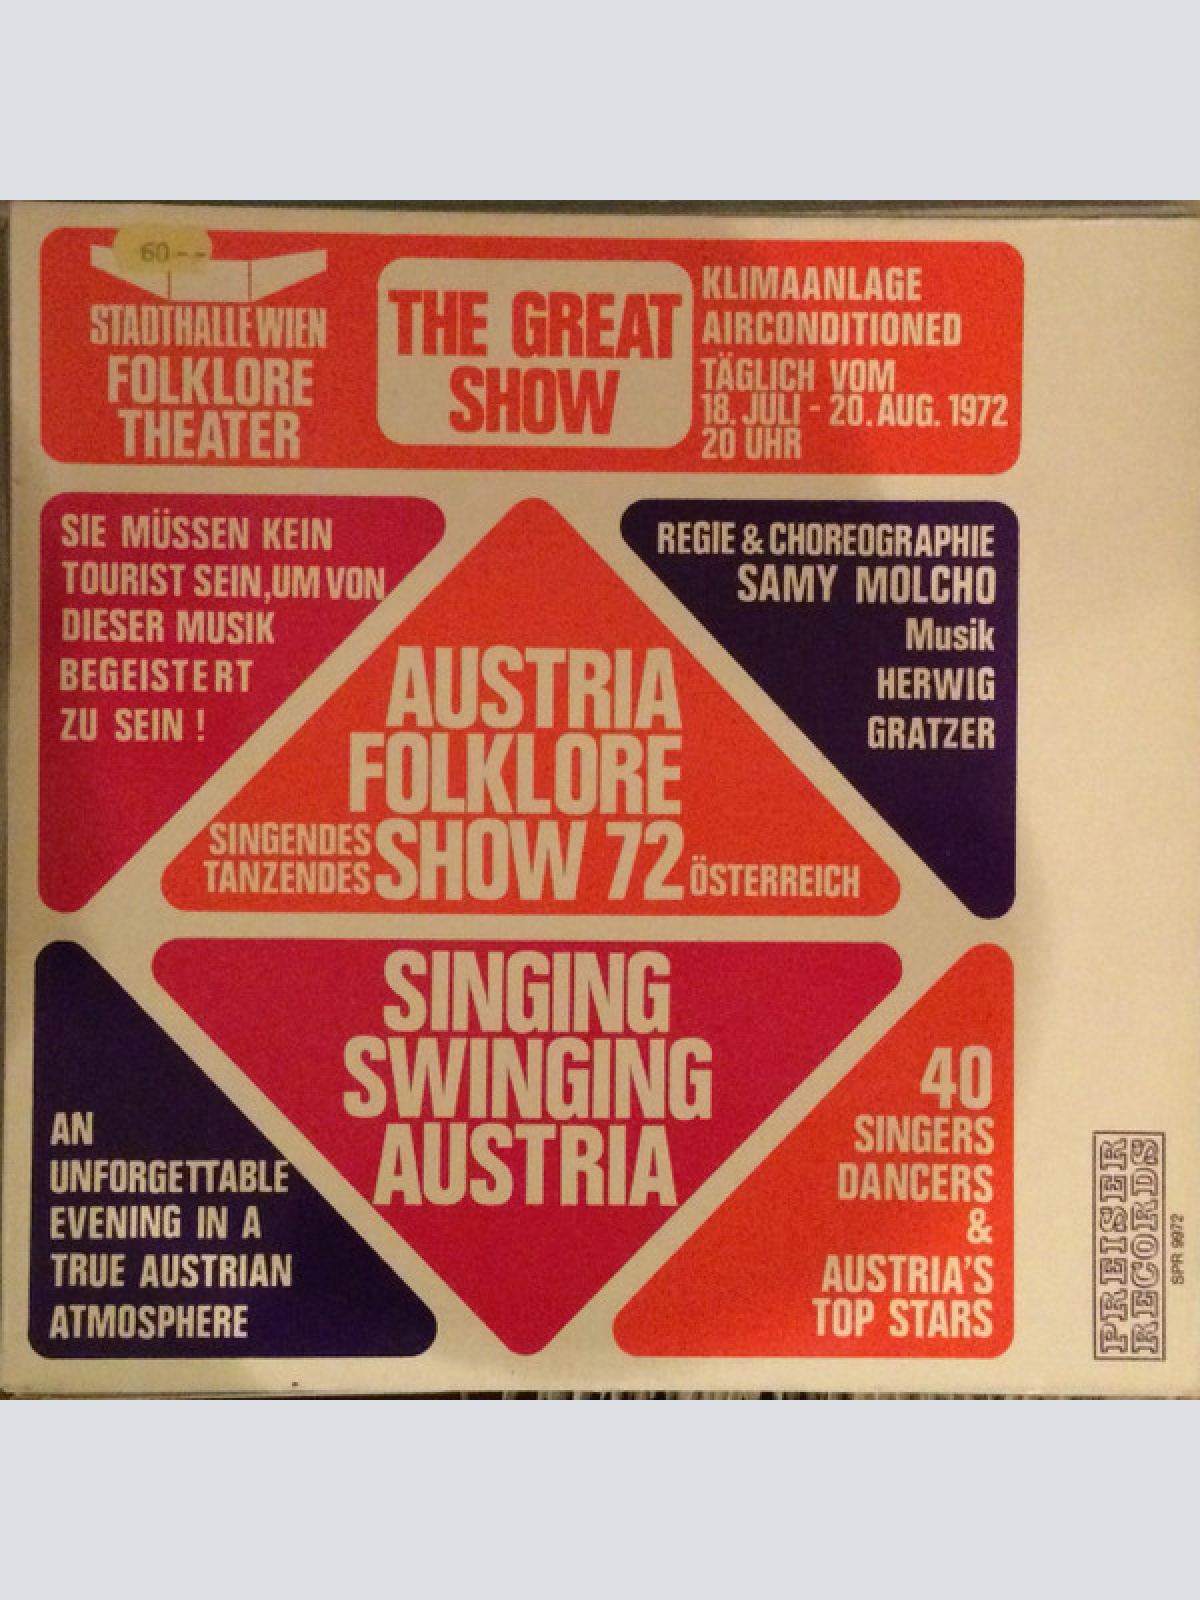 60 - -
STADTHALLE WIEN
FOLKLORE
THEATER
THE GREAT
SHOW
KLIMAANLAGE
AIRCONDITIONED
TÄGLICH VOM
18. JULI - 20. AUG. 1972
20 UHR
SIE MÜSSEN KEIN
TOURIST SEIN, UM VON
DIESER MUSIK
BEGEISTERT
ZU SEIN !
REGIE & CHOREOGRAPHIE
SAMY MOLCHO
Musik
HERWIG
GRATZER
AUSTRIA
FOLKLORE
SHOW 72
SINGENDES
TANZENDES
ÖSTERREICH
SINGING
SWINGING
AUSTRIA
AN
UNFORGETTABLE
EVENING IN A
TRUE AUSTRIAN
ATMOSPHERE
40
SINGERS
DANCERS
&
AUSTRIA'S
TOP STARS
PREISER
RECORDS
SPR 9972